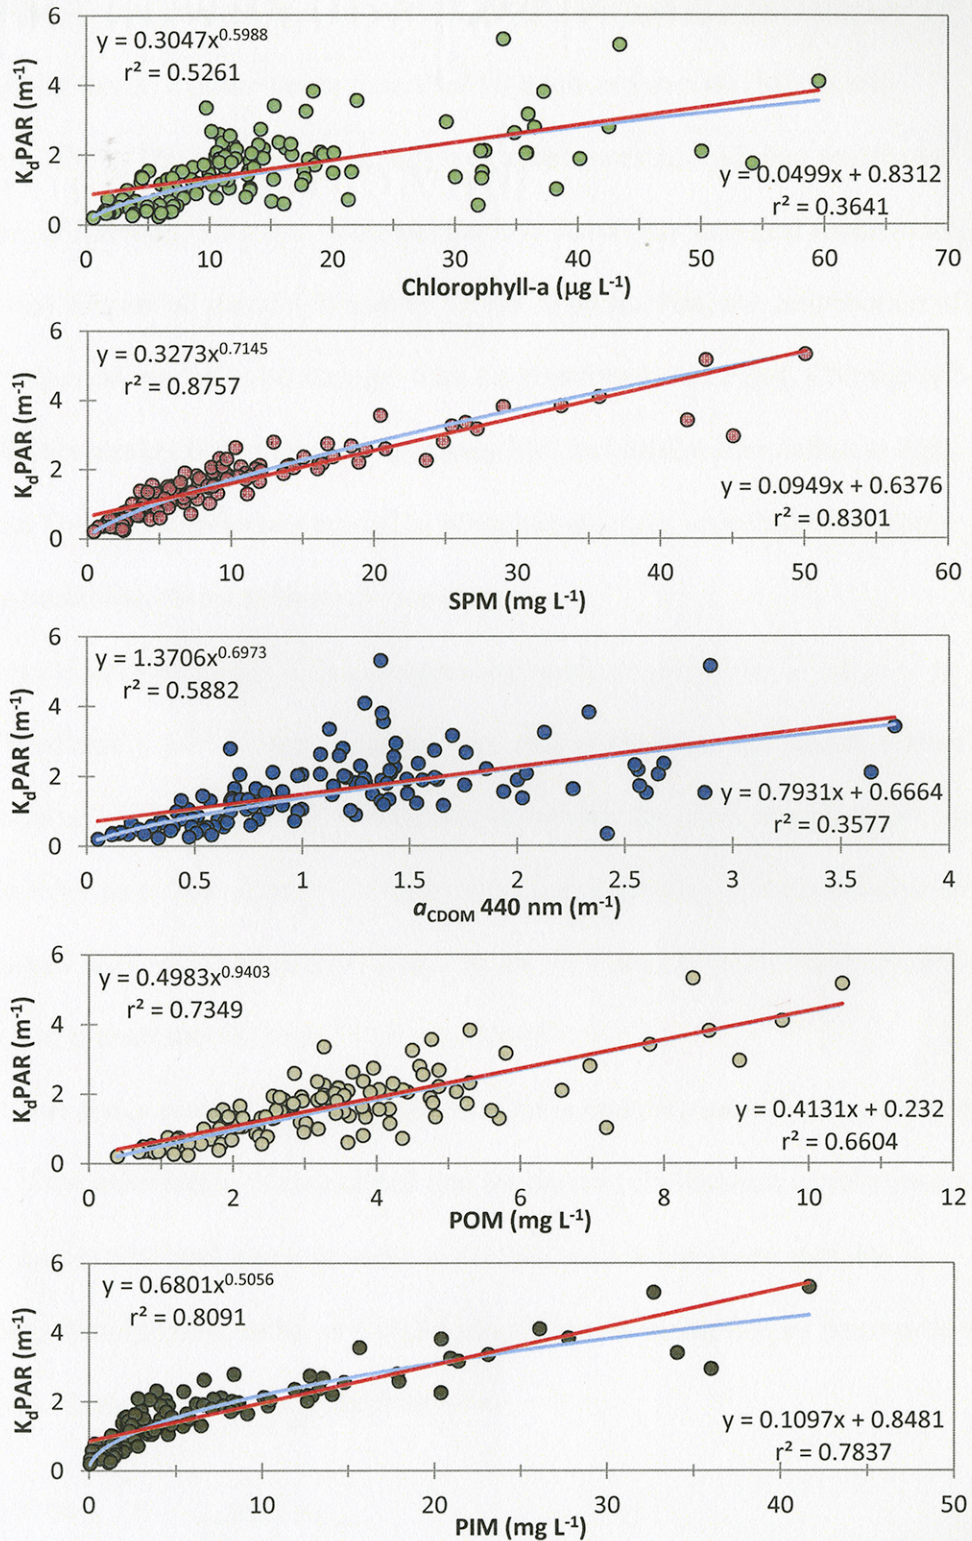 6
4
2
0
KdPAR (m⁻¹)
y = 0.3047x^0.5988
r² = 0.5261
y = 0.0499x + 0.8312
r² = 0.3641
0 10 20 30 40 50 60 70
Chlorophyll-a (µg L⁻¹)
6
4
2
0
KdPAR (m⁻¹)
y = 0.3273x^0.7145
r² = 0.8757
y = 0.0949x + 0.6376
r² = 0.8301
0 10 20 30 40 50 60
SPM (mg L⁻¹)
6
4
2
0
KdPAR (m⁻¹)
y = 1.3706x^0.6973
r² = 0.5882
y = 0.7931x + 0.6664
r² = 0.3577
0 0.5 1 1.5 2 2.5 3 3.5 4
aCDOM 440 nm (m⁻¹)
6
4
2
0
KdPAR (m⁻¹)
y = 0.4983x^0.9403
r² = 0.7349
y = 0.4131x + 0.232
r² = 0.6604
0 2 4 6 8 10 12
POM (mg L⁻¹)
6
4
2
0
KdPAR (m⁻¹)
y = 0.6801x^0.5056
r² = 0.8091
y = 0.1097x + 0.8481
r² = 0.7837
0 10 20 30 40 50
PIM (mg L⁻¹)